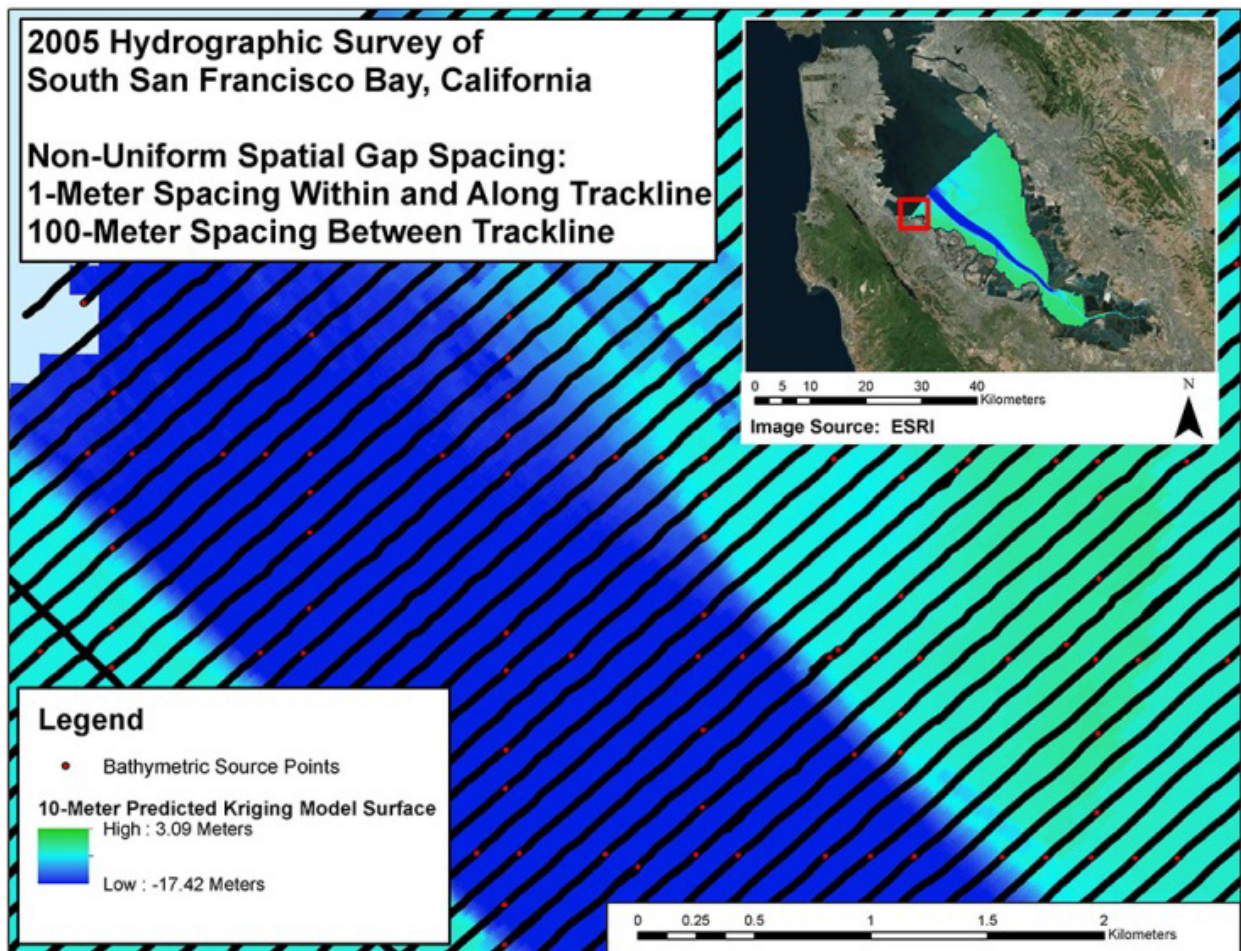 2005 Hydrographic Survey of
South San Francisco Bay, California
Non-Uniform Spatial Gap Spacing:
1-Meter Spacing Within and Along Trackline
100-Meter Spacing Between Trackline
0 5 10 20 30 40
Kilometers
N
Image Source: ESRI
Legend
Bathymetric Source Points
10-Meter Predicted Kriging Model Surface
High : 3.09 Meters
Low : -17.42 Meters
0 0.25 0.5 1 1.5 2
Kilometers